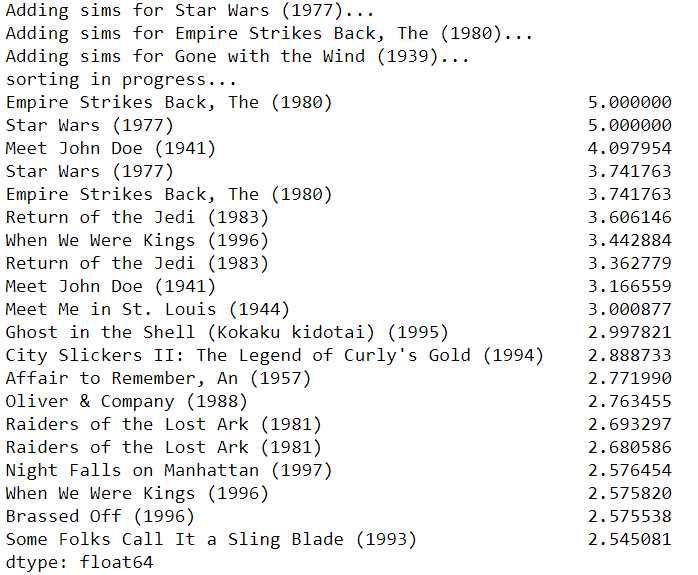 Adding sims for Star Wars (1977)...
Adding sims for Empire Strikes Back, The (1980)...
Adding sims for Gone with the Wind (1939)...
sorting in progress...
Empire Strikes Back, The (1980) 5.000000
Star Wars (1977) 5.000000
Meet John Doe (1941) 4.097954
Star Wars (1977) 3.741763
Empire Strikes Back, The (1980) 3.741763
Return of the Jedi (1983) 3.606146
When We Were Kings (1996) 3.442884
Return of the Jedi (1983) 3.362779
Meet John Doe (1941) 3.166559
Meet Me in St. Louis (1944) 3.000877
Ghost in the Shell (Kokaku kidotai) (1995) 2.997821
City Slickers II: The Legend of Curly's Gold (1994) 2.888733
Affair to Remember, An (1957) 2.771990
Oliver & Company (1988) 2.763455
Raiders of the Lost Ark (1981) 2.693297
Raiders of the Lost Ark (1981) 2.680586
Night Falls on Manhattan (1997) 2.576454
When We Were Kings (1996) 2.575820
Brassed Off (1996) 2.575538
Some Folks Call It a Sling Blade (1993) 2.545081
dtype: float64